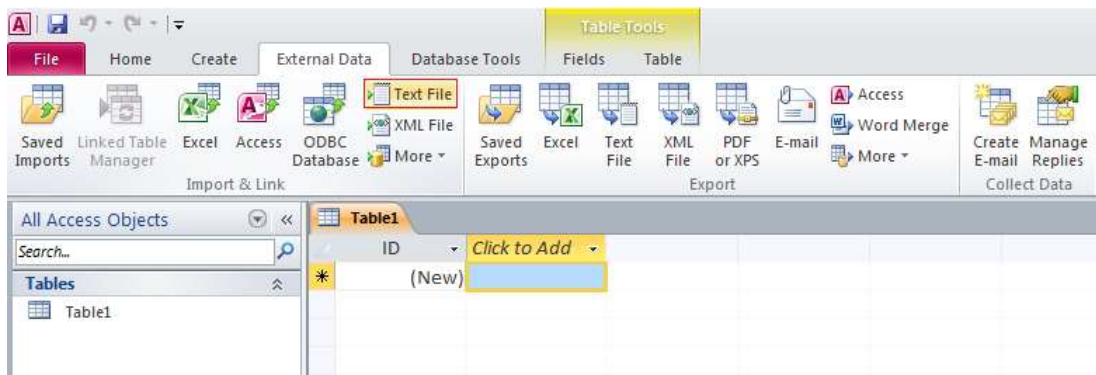 Table Tools
File Home Create External Data Database Tools Fields Table
Saved Imports
Linked Table Manager
Excel
Access
ODBC Database
Text File
XML File
More
Import & Link
Saved Exports
Excel
Text File
XML File
PDF or XPS
E-mail
Access
Word Merge
More
Export
Create E-mail
Manage Replies
Collect Data
All Access Objects
Search...
Tables
Table1
Table1
ID Click to Add
(New)